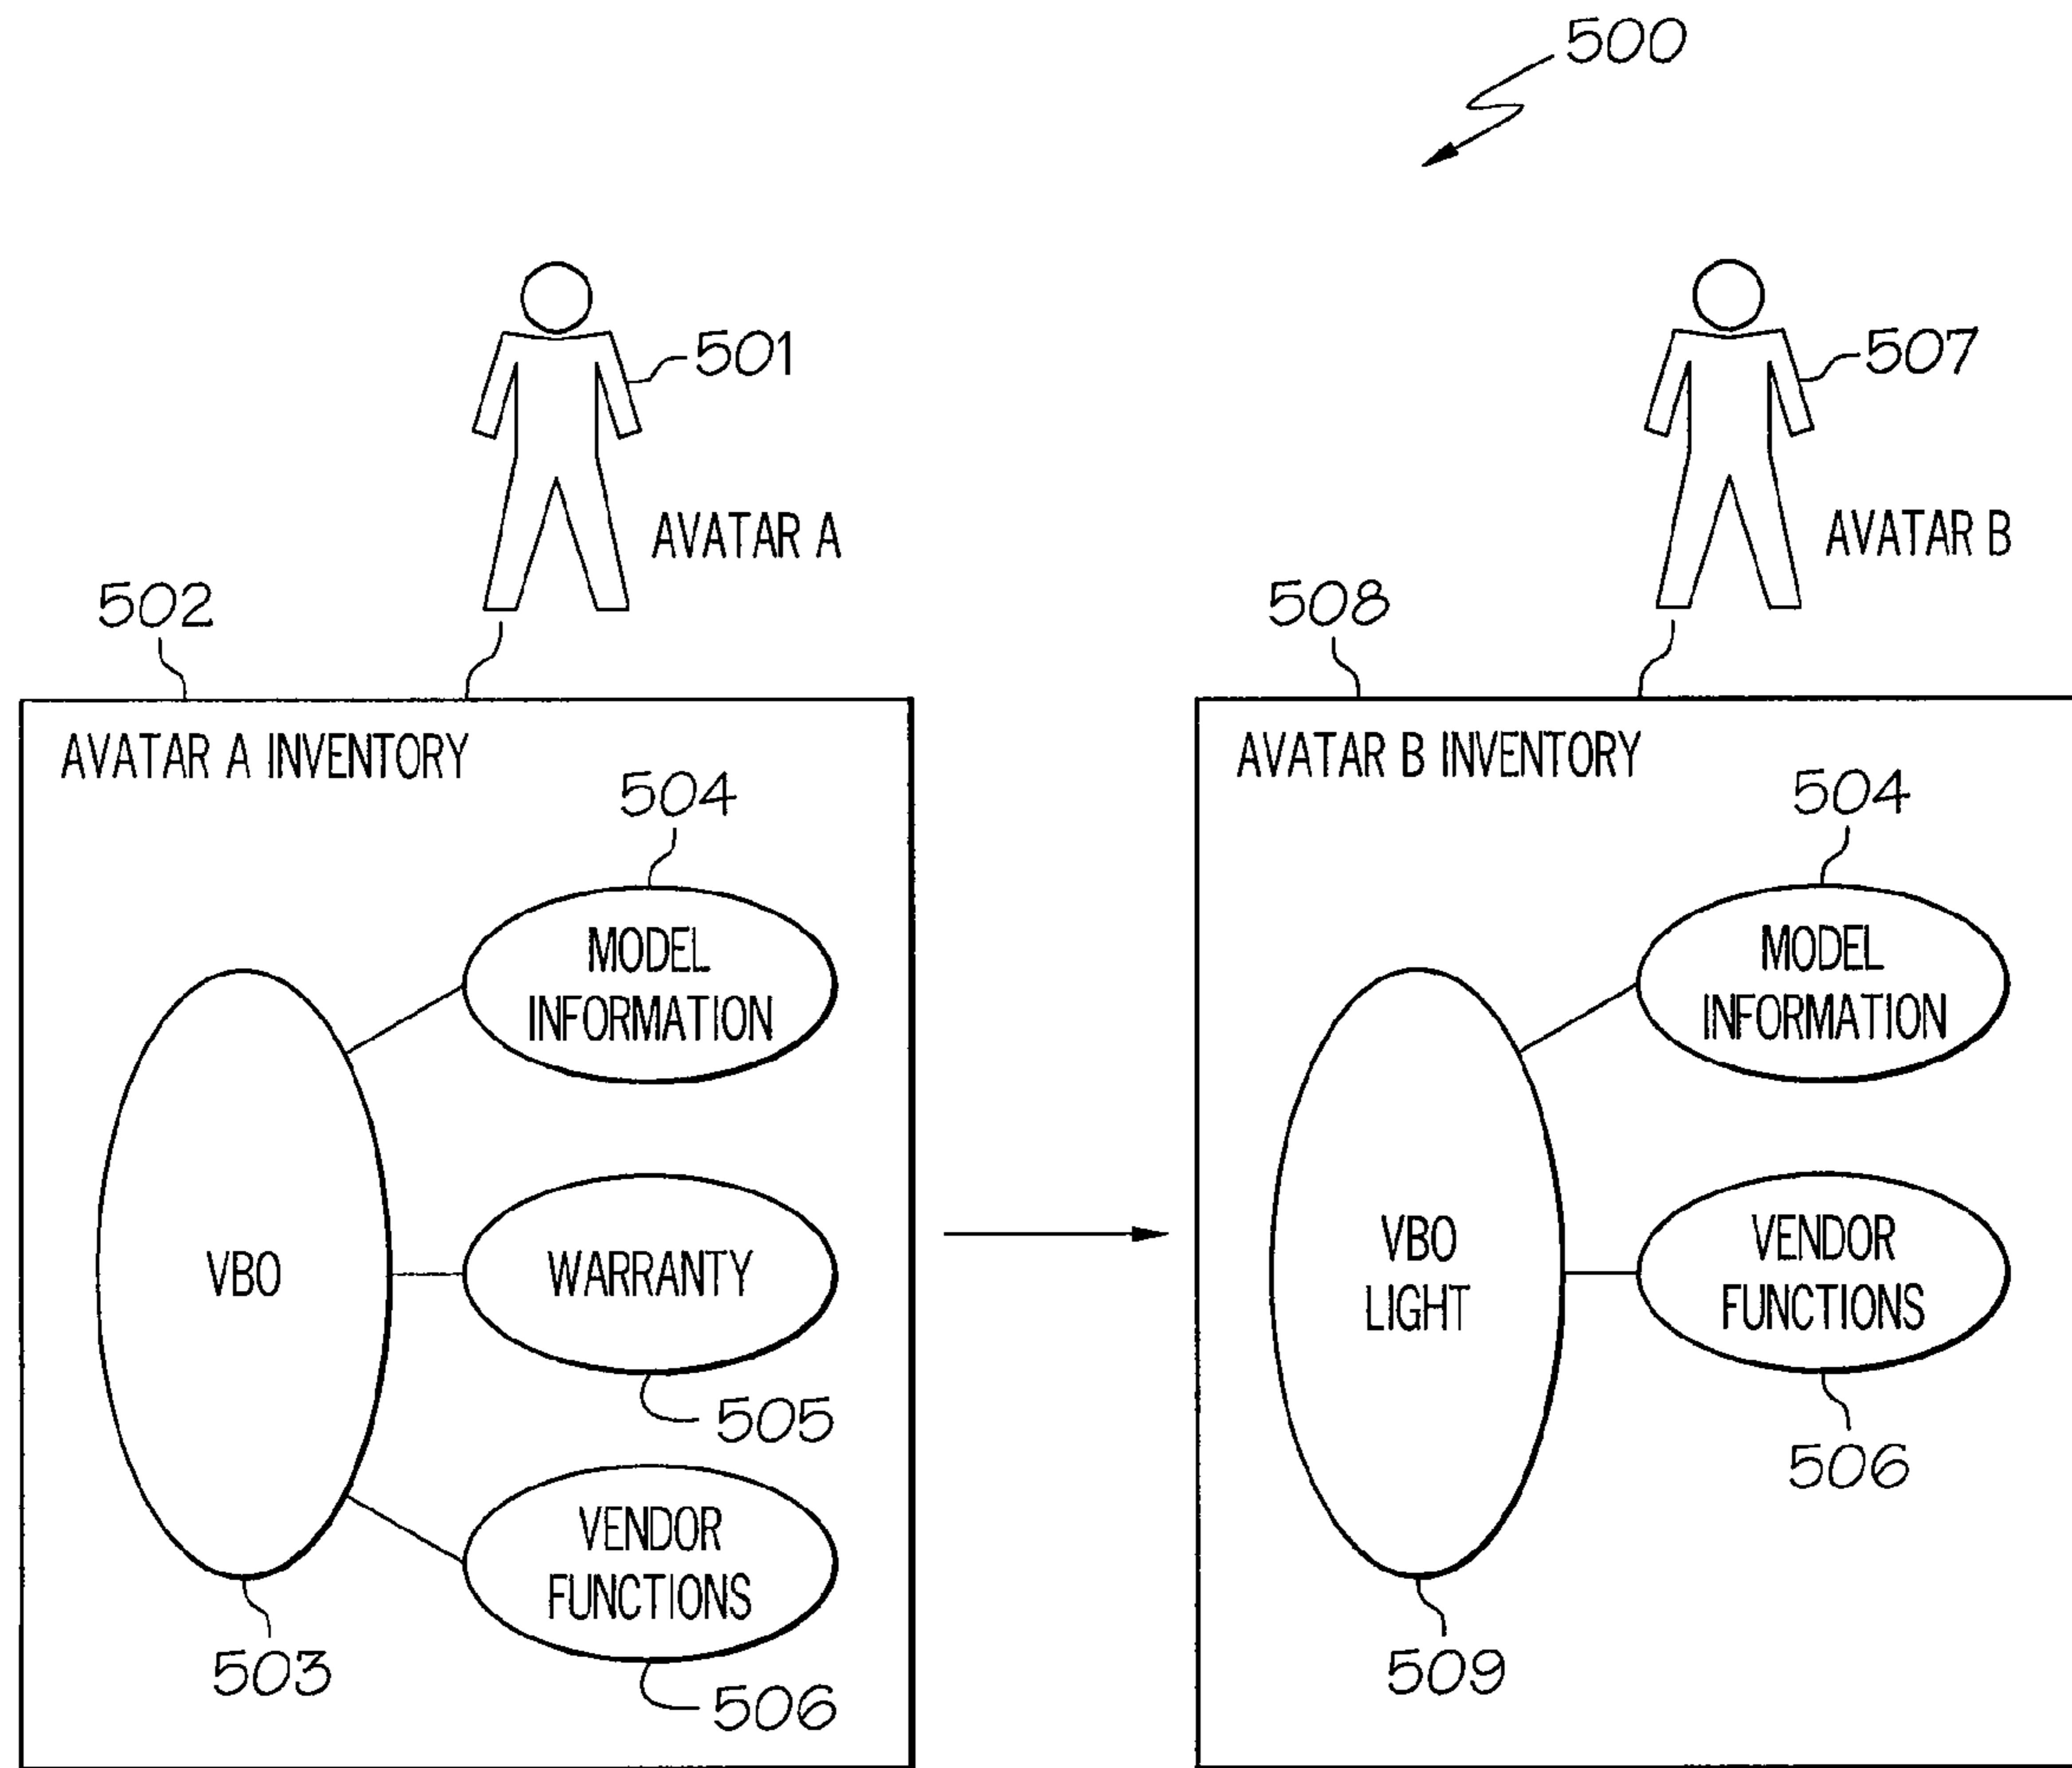 500
501
AVATAR A
502
AVATAR A INVENTORY
504
MODEL
INFORMATION
VBO
WARRANTY
505
VENDOR
FUNCTIONS
503
506
507
AVATAR B
508
AVATAR B INVENTORY
504
MODEL
INFORMATION
VBO
LIGHT
VENDOR
FUNCTIONS
506
509